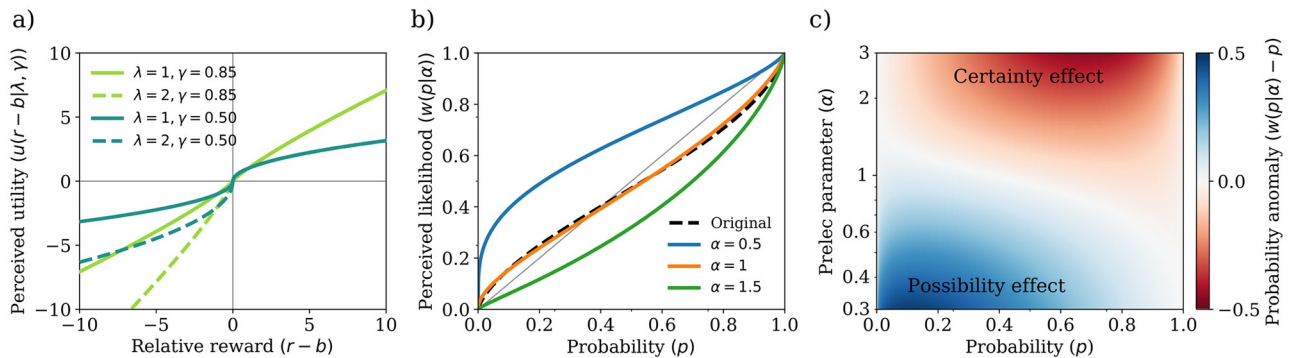 a)
Perceived utility (u(r − b|λ, γ))
10
5
0
−5
−10
λ = 1, γ = 0.85
λ = 2, γ = 0.85
λ = 1, γ = 0.50
λ = 2, γ = 0.50
−10 −5 0 5 10
Relative reward (r − b)
b)
Perceived likelihood (w(p|α))
1.0
0.8
0.6
0.4
0.2
0.0
Original
α = 0.5
α = 1
α = 1.5
0.0 0.2 0.4 0.6 0.8 1.0
Probability (p)
c)
Prelec parameter (α)
3
2
1
0.6
0.4
0.3
Certainty effect
Possibility effect
0.0 0.2 0.4 0.6 0.8 1.0
Probability (p)
0.5
0.0
−0.5
Probability anomaly (w(p|α) − p)